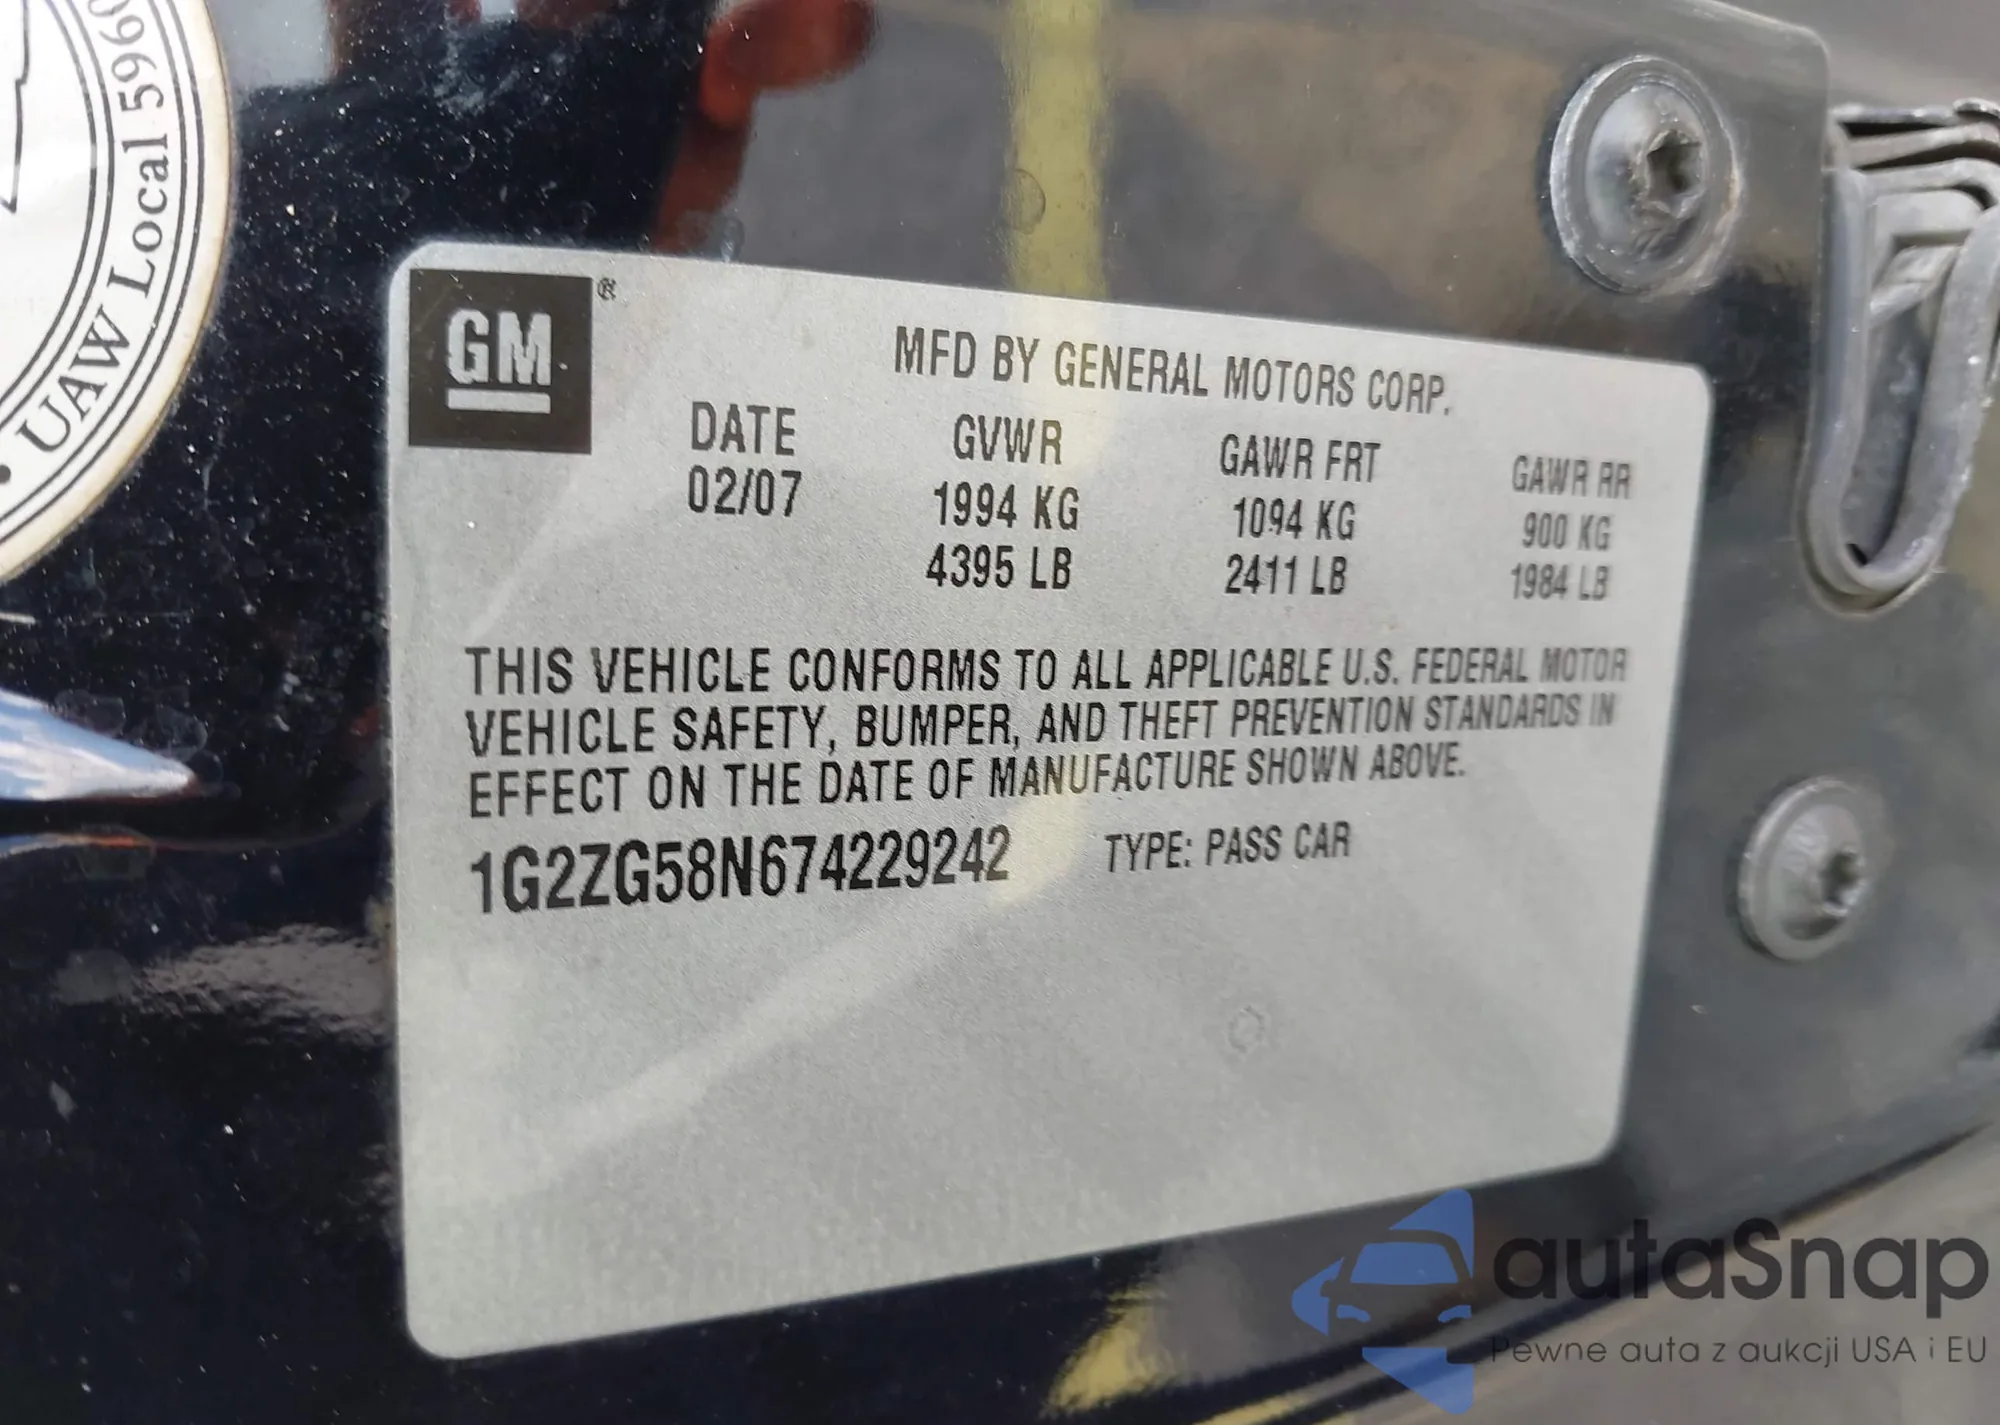 UAW Local 5960
GM ®
MFD BY GENERAL MOTORS CORP.
DATE GVWR GAWR FRT GAWR RR
02/07 1994 KG 1094 KG 900 KG
4395 LB 2411 LB 1984 LB
THIS VEHICLE CONFORMS TO ALL APPLICABLE U.S. FEDERAL MOTOR
VEHICLE SAFETY, BUMPER, AND THEFT PREVENTION STANDARDS IN
EFFECT ON THE DATE OF MANUFACTURE SHOWN ABOVE.
1G2ZG58N674229242 TYPE: PASS CAR
autaSnap
Pewne auta z aukcji USA i EU